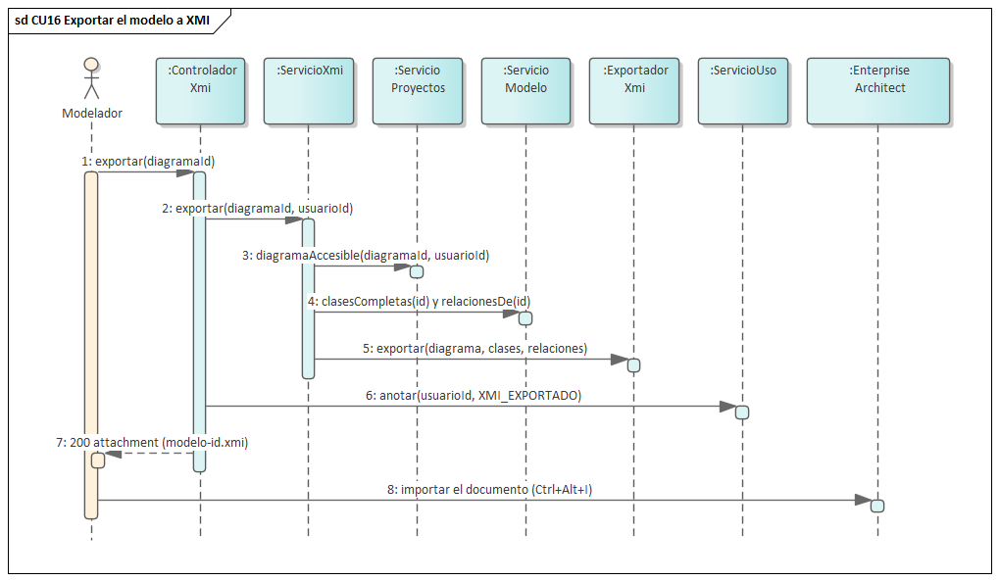 sd CU16 Exportar el modelo a XMI
Modelador
:Controlador
Xmi
:ServicioXmi
:Servicio
Proyectos
:Servicio
Modelo
:Exportador
Xmi
:ServicioUso
:Enterprise
Architect
1: exportar(diagramaId)
2: exportar(diagramaId, usuarioId)
3: diagramaAccesible(diagramaId, usuarioId)
4: clasesCompletas(id) y relacionesDe(id)
5: exportar(diagrama, clases, relaciones)
6: anotar(usuarioId, XMI_EXPORTADO)
7: 200 attachment (modelo-id.xmi)
8: importar el documento (Ctrl+Alt+I)